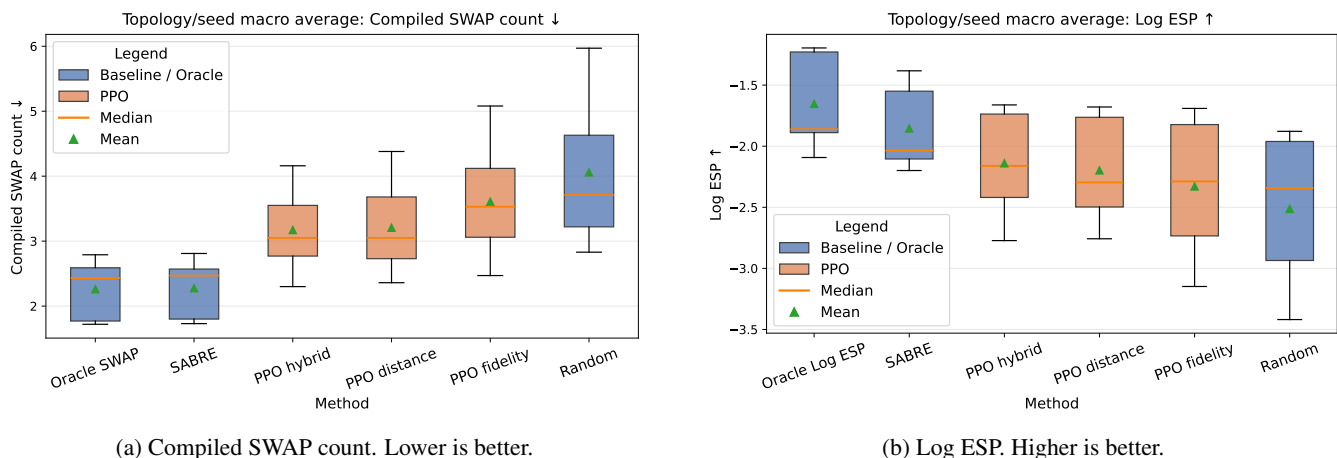 Topology/seed macro average: Compiled SWAP count ↓
Legend
Baseline / Oracle
PPO
Median
Mean
6
5
4
3
2
Compiled SWAP count ↓
Oracle SWAP
SABRE
PPO hybrid
PPO distance
PPO fidelity
Random
Method
(a) Compiled SWAP count. Lower is better.
Topology/seed macro average: Log ESP ↑
−1.5
−2.0
−2.5
−3.0
−3.5
Log ESP ↑
Legend
Baseline / Oracle
PPO
Median
Mean
Oracle Log ESP
SABRE
PPO hybrid
PPO distance
PPO fidelity
Random
Method
(b) Log ESP. Higher is better.